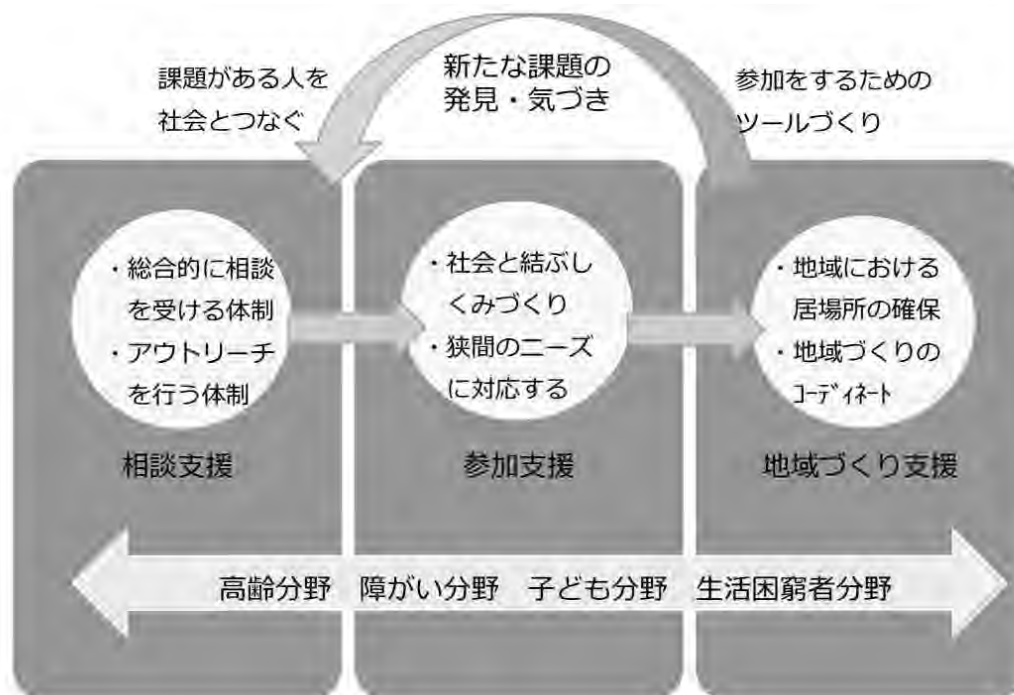 課題がある人を
社会とつなぐ
新たな課題の
発見・気づき
参加をするための
ツールづくり
・総合的に相談
を受ける体制
・アウトリーチ
を行う体制
相談支援
・社会と結ぶし
くみづくり
・狭間のニーズ
に対応する
参加支援
・地域における
居場所の確保
・地域づくりの
ｺｰﾃﾞｨﾈｰﾄ
地域づくり支援
高齢分野　障がい分野　子ども分野　生活困窮者分野